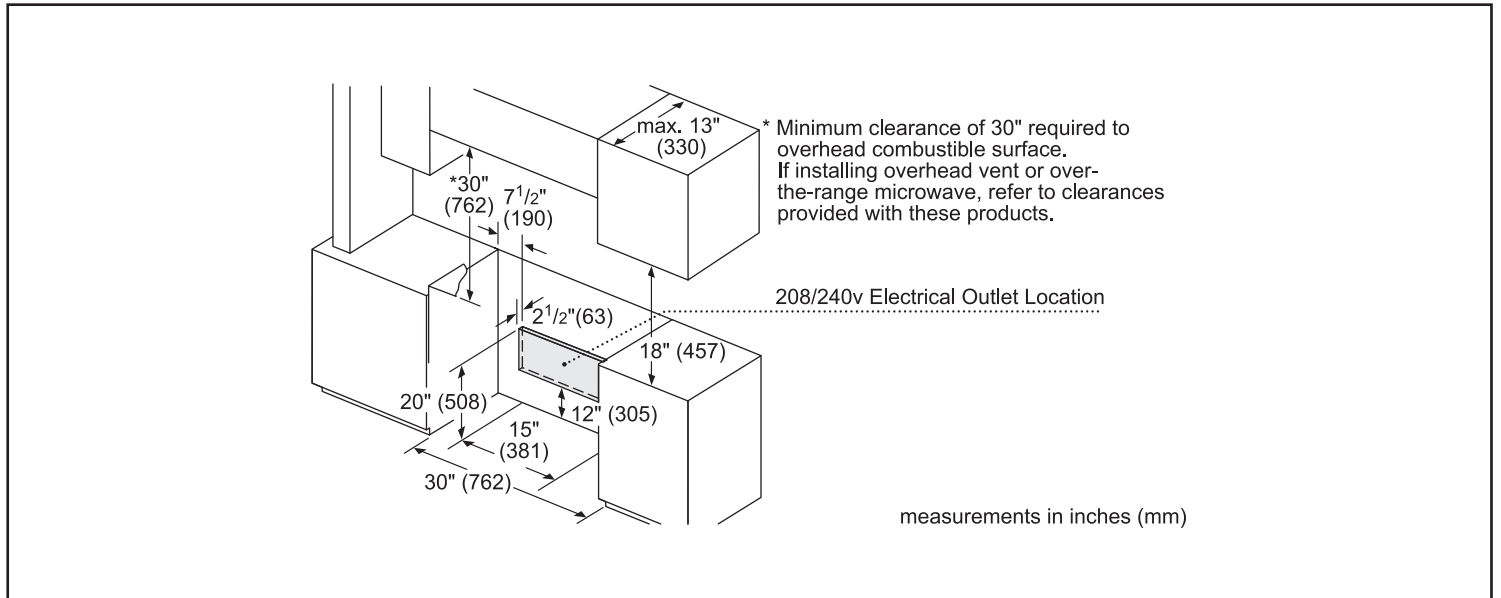 max. 13"
(330)
* Minimum clearance of 30" required to
overhead combustible surface.
If installing overhead vent or over-
the-range microwave, refer to clearances
provided with these products.
*30"
(762)
7 1/2"
(190)
208/240v Electrical Outlet Location
2 1/2"(63)
18" (457)
20" (508)
12" (305)
15"
(381)
30" (762)
measurements in inches (mm)